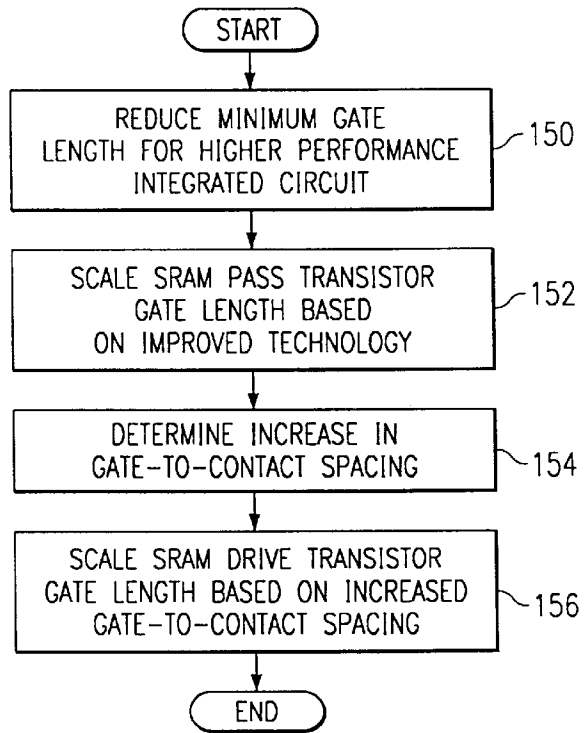 START
REDUCE MINIMUM GATE
LENGTH FOR HIGHER PERFORMANCE
INTEGRATED CIRCUIT
150
SCALE SRAM PASS TRANSISTOR
GATE LENGTH BASED
ON IMPROVED TECHNOLOGY
152
DETERMINE INCREASE IN
GATE-TO-CONTACT SPACING
154
SCALE SRAM DRIVE TRANSISTOR
GATE LENGTH BASED ON INCREASED
GATE-TO-CONTACT SPACING
156
END